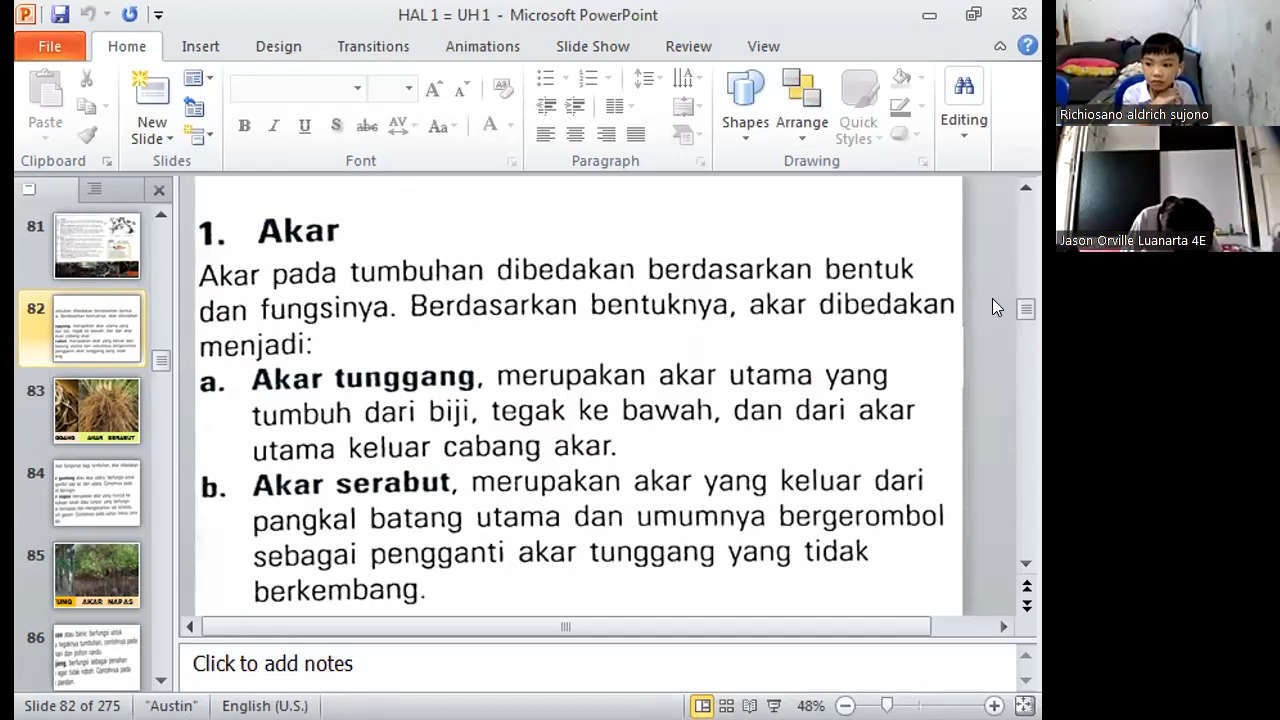 HAL 1 = UH 1 - Microsoft PowerPoint
File
Home
Insert
Design
Transitions
Animations
Slide Show
Review
View
Paste
New
Slide
Shapes
Arrange
Quick
Styles
Editing
Clipboard
Slides
Font
Paragraph
Drawing
81
82
83
84
85
86
AKAR SERABUT
AKAR NAPAS
1. Akar
Akar pada tumbuhan dibedakan berdasarkan bentuk
dan fungsinya. Berdasarkan bentuknya, akar dibedakan
menjadi:
a. Akar tunggang, merupakan akar utama yang
tumbuh dari biji, tegak ke bawah, dan dari akar
utama keluar cabang akar.
b. Akar serabut, merupakan akar yang keluar dari
pangkal batang utama dan umumnya bergerombol
sebagai pengganti akar tunggang yang tidak
berkembang.
Click to add notes
Slide 82 of 275
"Austin"
English (U.S.)
48%
Richiosano aldrich sujono
Jason Orville Luanarta 4E